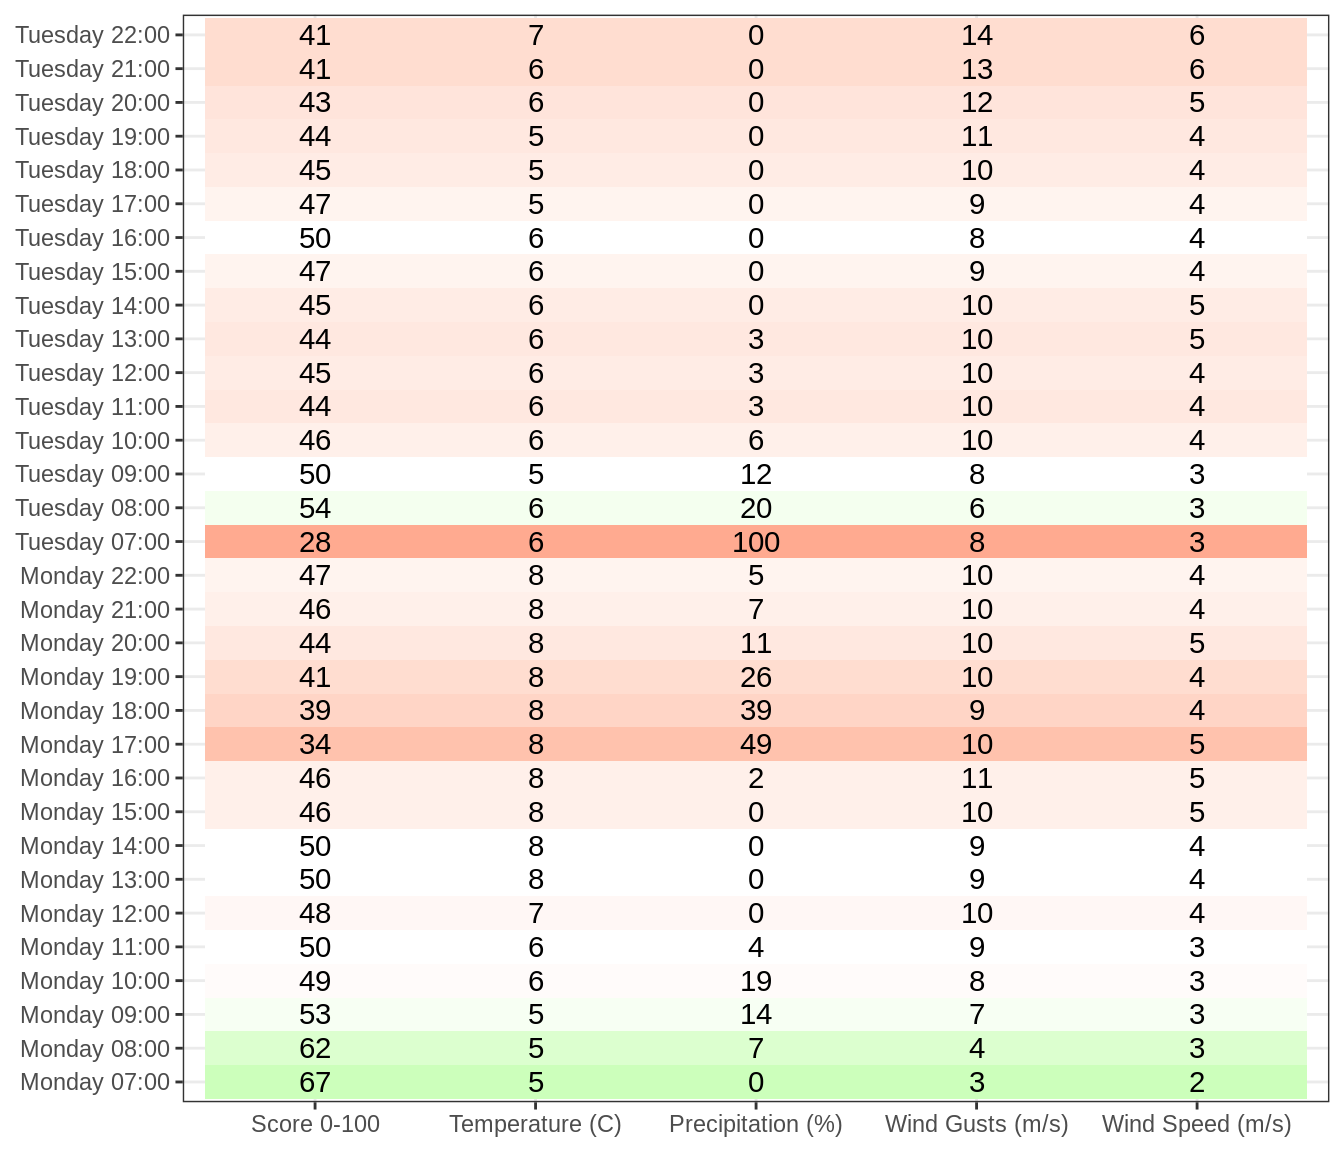 Tuesday 22:00 41 7 0 14 6
Tuesday 21:00 41 6 0 13 6
Tuesday 20:00 43 6 0 12 5
Tuesday 19:00 44 5 0 11 4
Tuesday 18:00 45 5 0 10 4
Tuesday 17:00 47 5 0 9 4
Tuesday 16:00 50 6 0 8 4
Tuesday 15:00 47 6 0 9 4
Tuesday 14:00 45 6 0 10 5
Tuesday 13:00 44 6 3 10 5
Tuesday 12:00 45 6 3 10 4
Tuesday 11:00 44 6 3 10 4
Tuesday 10:00 46 6 6 10 4
Tuesday 09:00 50 5 12 8 3
Tuesday 08:00 54 6 20 6 3
Tuesday 07:00 28 6 100 8 3
Monday 22:00 47 8 5 10 4
Monday 21:00 46 8 7 10 4
Monday 20:00 44 8 11 10 5
Monday 19:00 41 8 26 10 4
Monday 18:00 39 8 39 9 4
Monday 17:00 34 8 49 10 5
Monday 16:00 46 8 2 11 5
Monday 15:00 46 8 0 10 5
Monday 14:00 50 8 0 9 4
Monday 13:00 50 8 0 9 4
Monday 12:00 48 7 0 10 4
Monday 11:00 50 6 4 9 3
Monday 10:00 49 6 19 8 3
Monday 09:00 53 5 14 7 3
Monday 08:00 62 5 7 4 3
Monday 07:00 67 5 0 3 2
Score 0-100 Temperature (C) Precipitation (%) Wind Gusts (m/s) Wind Speed (m/s)